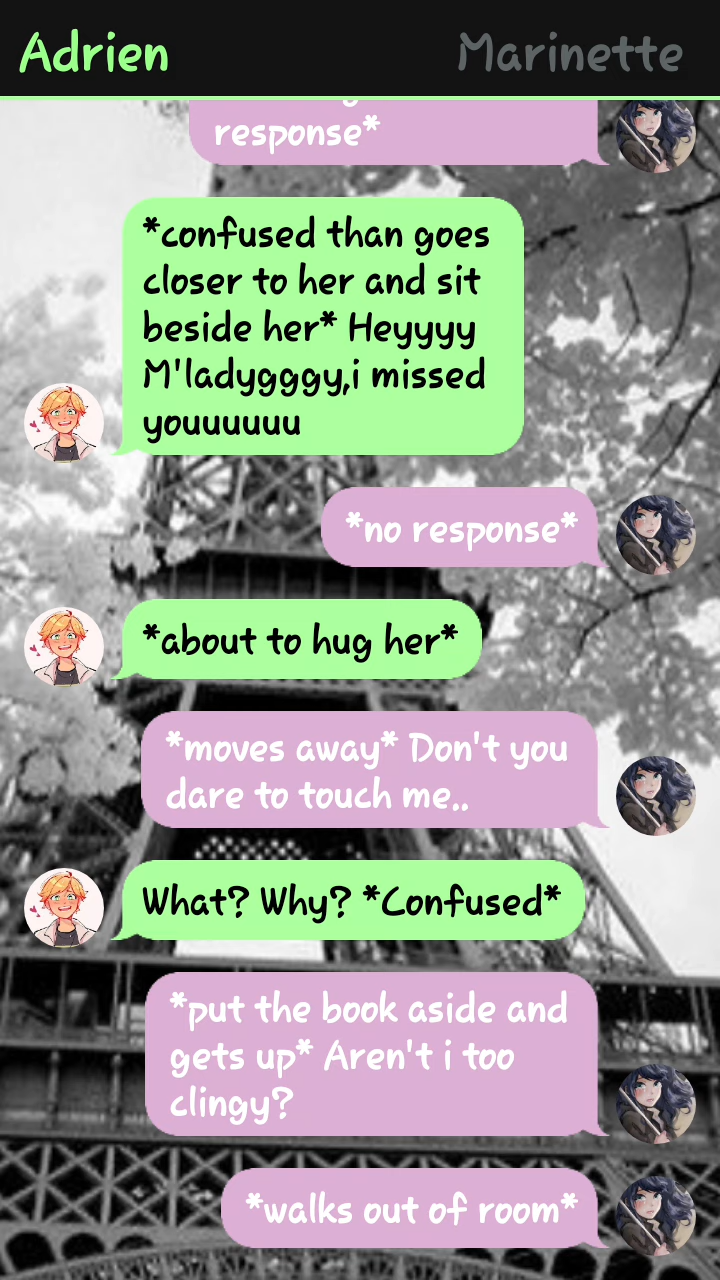 Adrien
Marinette
response*
*confused than goes
closer to her and sit
beside her* Heyyyy
M'ladygggy,i missed
youuuuuu
*no response*
*about to hug her*
*moves away* Don't you
dare to touch me..
What? Why? *Confused*
*put the book aside and
gets up* Aren't i too
clingy?
*walks out of room*